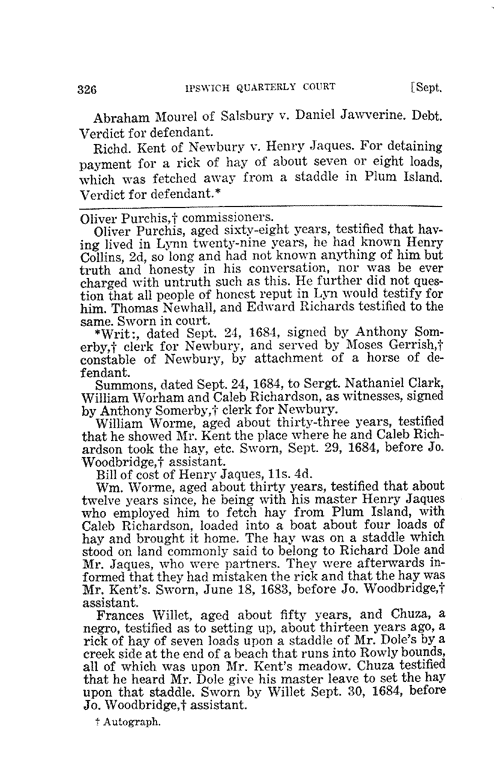 326 IPSWICH QUARTERLY COURT [Sept.
Abraham Mourel of Salsbury v. Daniel Jawverine. Debt.
Verdict for defendant.
Richd. Kent of Newbury v. Henry Jaques. For detaining
payment for a rick of hay of about seven or eight loads,
which was fetched away from a staddle in Plum Island.
Verdict for defendant.*
Oliver Purchis,† commissioners.
Oliver Purchis, aged sixty-eight years, testified that hav-
ing lived in Lynn twenty-nine years, he had known Henry
Collins, 2d, so long and had not known anything of him but
truth and honesty in his conversation, nor was be ever
charged with untruth such as this. He further did not ques-
tion that all people of honest reput in Lyn would testify for
him. Thomas Newhall, and Edward Richards testified to the
same. Sworn in court.
*Writ:, dated Sept. 24, 1684, signed by Anthony Som-
erby,† clerk for Newbury, and served by Moses Gerrish,†
constable of Newbury, by attachment of a horse of de-
fendant.
Summons, dated Sept. 24, 1684, to Sergt. Nathaniel Clark,
William Worham and Caleb Richardson, as witnesses, signed
by Anthony Somerby,† clerk for Newbury.
William Worme, aged about thirty-three years, testified
that he showed Mr. Kent the place where he and Caleb Rich-
ardson took the hay, etc. Sworn, Sept. 29, 1684, before Jo.
Woodbridge,† assistant.
Bill of cost of Henry Jaques, 11s. 4d.
Wm. Worme, aged about thirty years, testified that about
twelve years since, he being with his master Henry Jaques
who employed him to fetch hay from Plum Island, with
Caleb Richardson, loaded into a boat about four loads of
hay and brought it home. The hay was on a staddle which
stood on land commonly said to belong to Richard Dole and
Mr. Jaques, who were partners. They were afterwards in-
formed that they had mistaken the rick and that the hay was
Mr. Kent's. Sworn, June 18, 1683, before Jo. Woodbridge,†
assistant.
Frances Willet, aged about fifty years, and Chuza, a
negro, testified as to setting up, about thirteen years ago, a
rick of hay of seven loads upon a staddle of Mr. Dole's by a
creek side at the end of a beach that runs into Rowly bounds,
all of which was upon Mr. Kent's meadow. Chuza testified
that he heard Mr. Dole give his master leave to set the hay
upon that staddle. Sworn by Willet Sept. 30, 1684, before
Jo. Woodbridge,† assistant.
† Autograph.